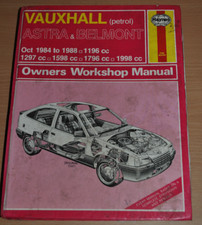 VAUXHALL (petrol)
ASTRA & BELMONT
Oct 1984 to 1988 □ 1196 cc
1297 cc □ 1598 cc □ 1796 cc □ 1998 cc
Owners Workshop Manual